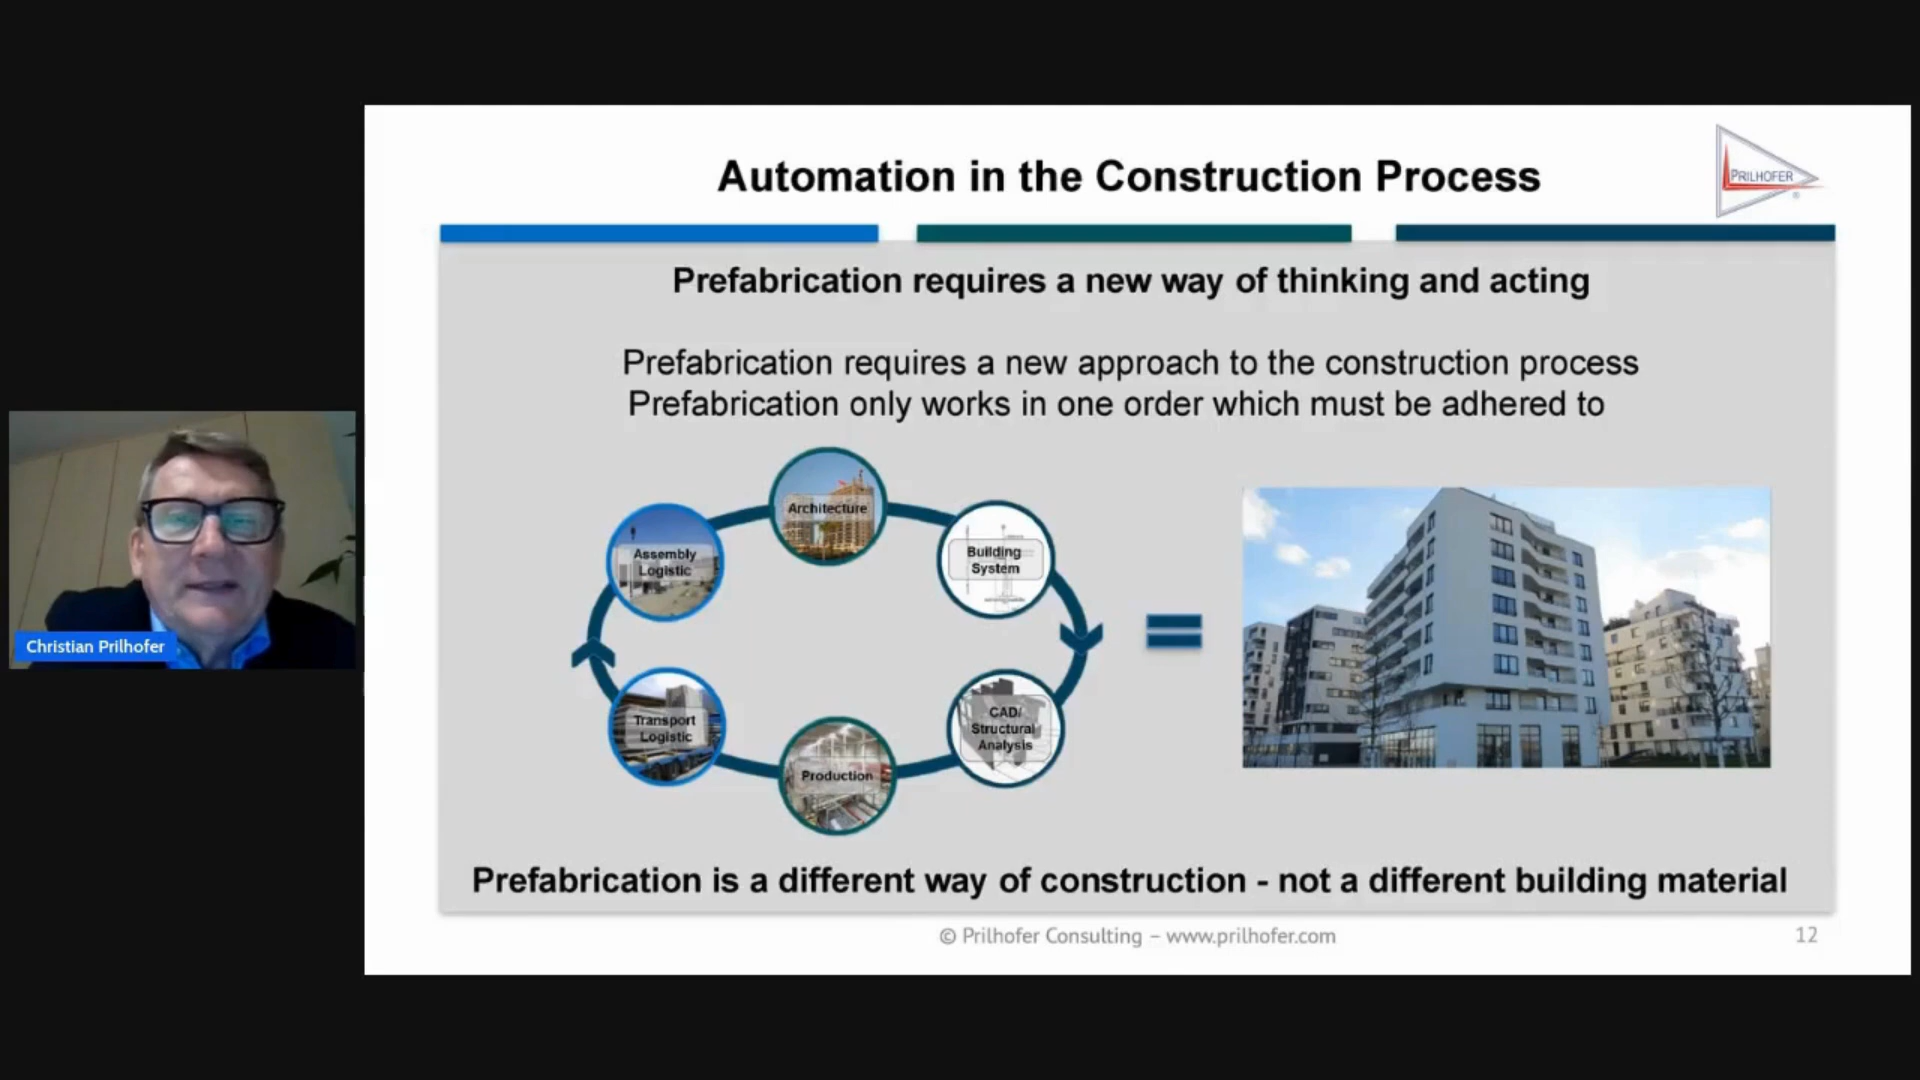 Automation in the Construction Process
PRILHOFER
®
Prefabrication requires a new way of thinking and acting
Prefabrication requires a new approach to the construction process
Prefabrication only works in one order which must be adhered to
Architecture
Building
System
CAD/
Structural
Analysis
Production
Transport
Logistic
Assembly
Logistic
Prefabrication is a different way of construction - not a different building material
© Prilhofer Consulting – www.prilhofer.com
12
Christian Prilhofer